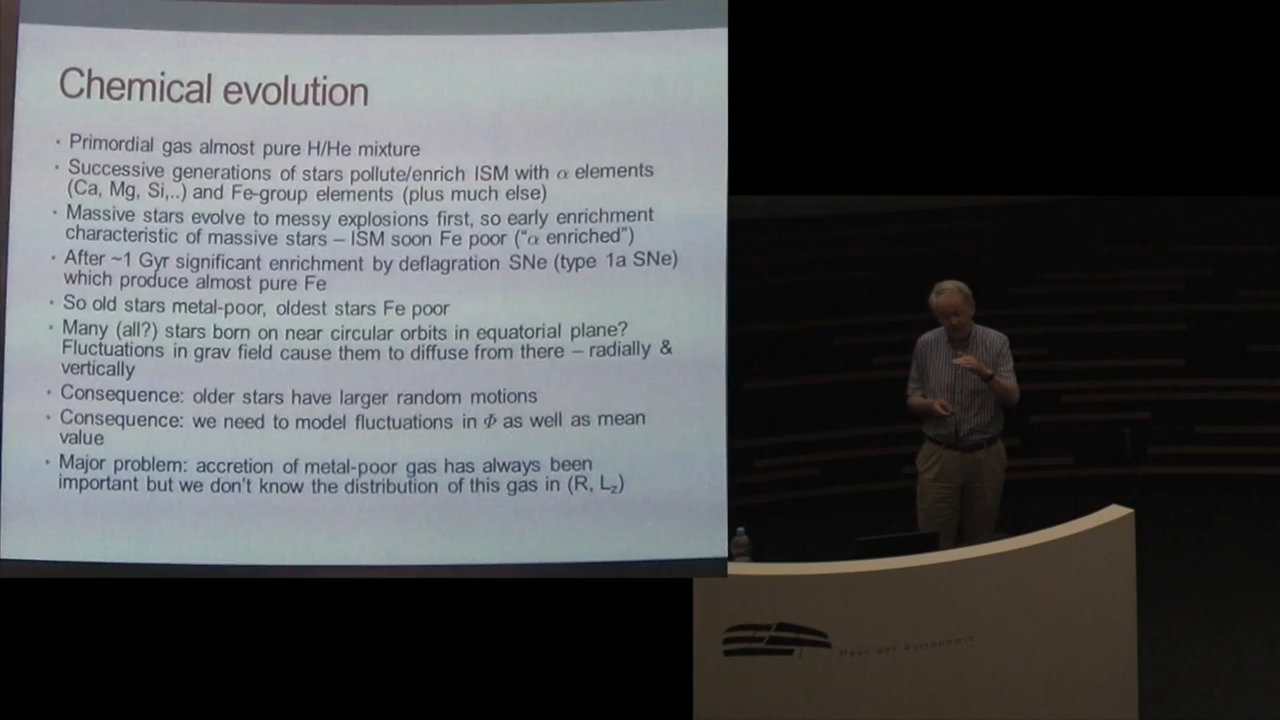 Chemical evolution
• Primordial gas almost pure H/He mixture
• Successive generations of stars pollute/enrich ISM with α elements
(Ca, Mg, Si,..) and Fe-group elements (plus much else)
• Massive stars evolve to messy explosions first, so early enrichment
characteristic of massive stars – ISM soon Fe poor ("α enriched")
• After ~1 Gyr significant enrichment by deflagration SNe (type 1a SNe)
which produce almost pure Fe
• So old stars metal-poor, oldest stars Fe poor
• Many (all?) stars born on near circular orbits in equatorial plane?
Fluctuations in grav field cause them to diffuse from there – radially &
vertically
• Consequence: older stars have larger random motions
• Consequence: we need to model fluctuations in Φ as well as mean
value
• Major problem: accretion of metal-poor gas has always been
important but we don't know the distribution of this gas in (R, Lz)
Haus der Astronomie